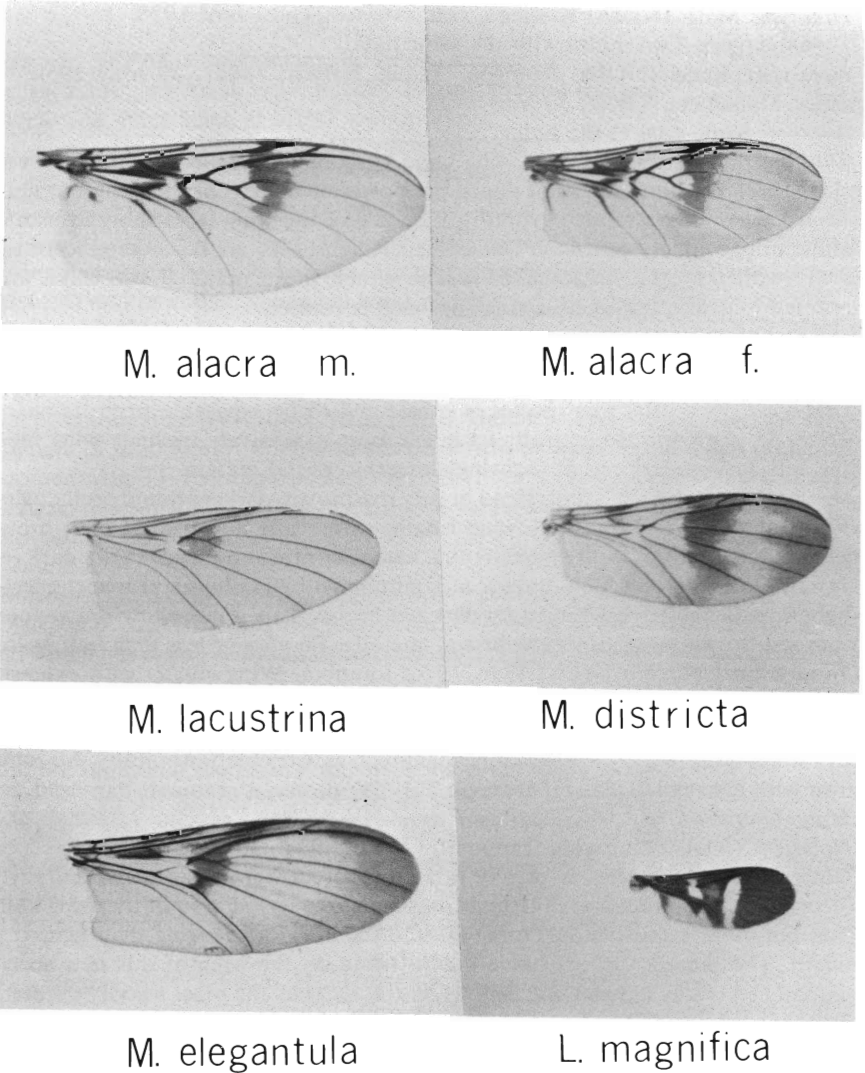 M. alacra m.
M. alacra f.
M. lacustrina
M. districta
M. elegantula
L. magnifica